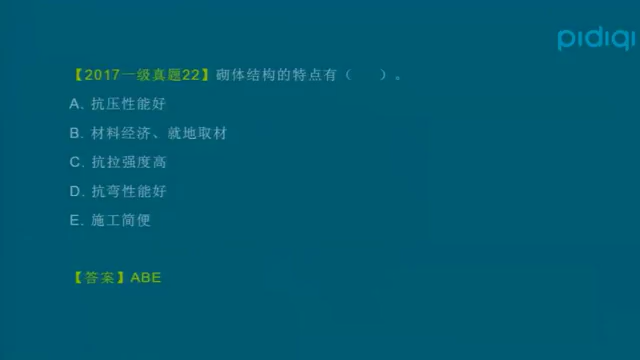 pidiqi
【2017一级真题22】砌体结构的特点有（ ）。
A. 抗压性能好
B. 材料经济、就地取材
C. 抗拉强度高
D. 抗弯性能好
E. 施工简便
【答案】ABE